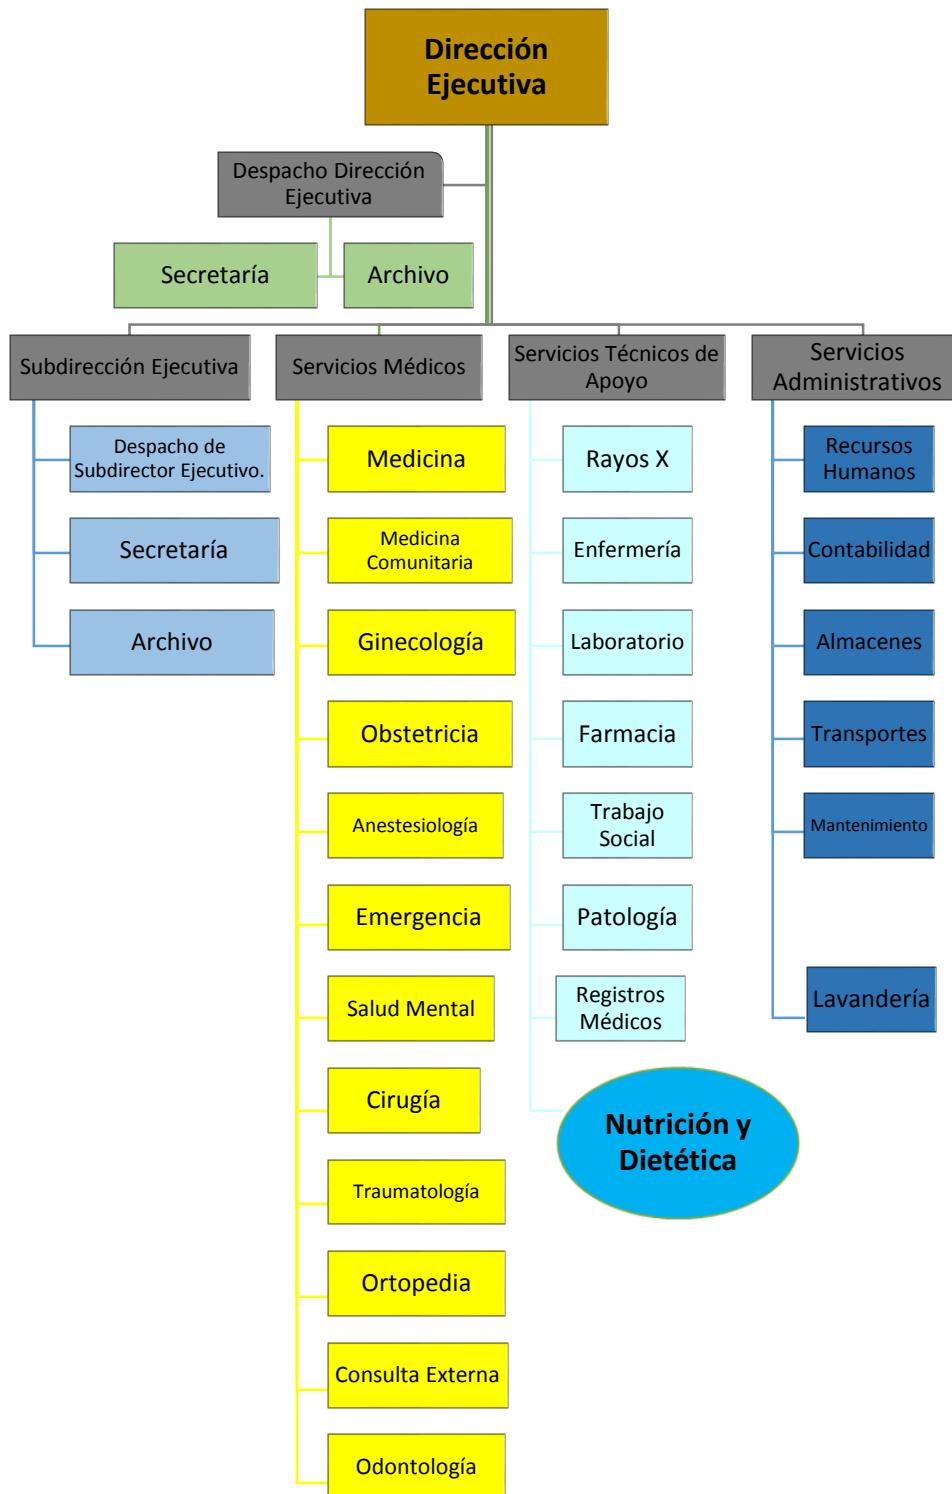 Dirección
Ejecutiva
Despacho Dirección
Ejecutiva
Secretaría
Archivo
Subdirección Ejecutiva
Despacho de
Subdirector Ejecutivo.
Secretaría
Archivo
Servicios Médicos
Medicina
Medicina
Comunitaria
Ginecología
Obstetricia
Anestesiología
Emergencia
Salud Mental
Cirugía
Traumatología
Ortopedia
Consulta Externa
Odontología
Servicios Técnicos de
Apoyo
Rayos X
Enfermería
Laboratorio
Farmacia
Trabajo
Social
Patología
Registros
Médicos
Nutrición y
Dietética
Servicios
Administrativos
Recursos
Humanos
Contabilidad
Almacenes
Transportes
Mantenimiento
Lavandería